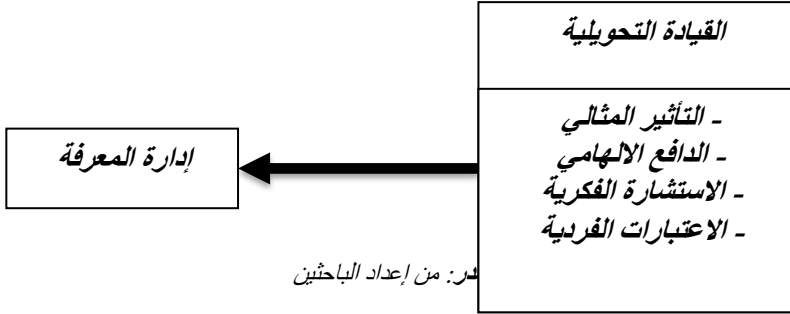 القيادة التحويلية
- التأثير المثالي
- الدافع الالهامي
- الاستشارة الفكرية
- الاعتبارات الفردية
إدارة المعرفة
در: من إعداد الباحثين